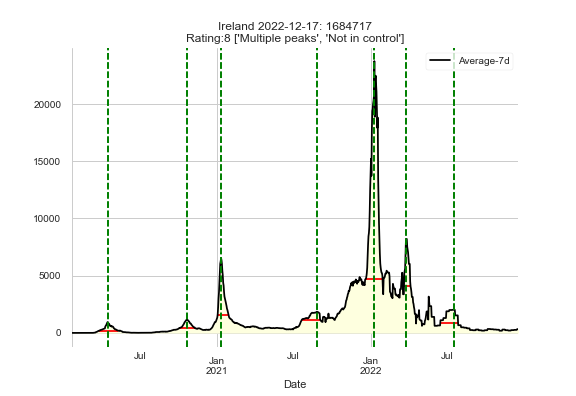 Ireland 2022-12-17: 1684717
Rating:8 ['Multiple peaks', 'Not in control']
Average-7d
20000
15000
10000
5000
0
Jul
Jan
2021
Jul
Jan
2022
Jul
Date